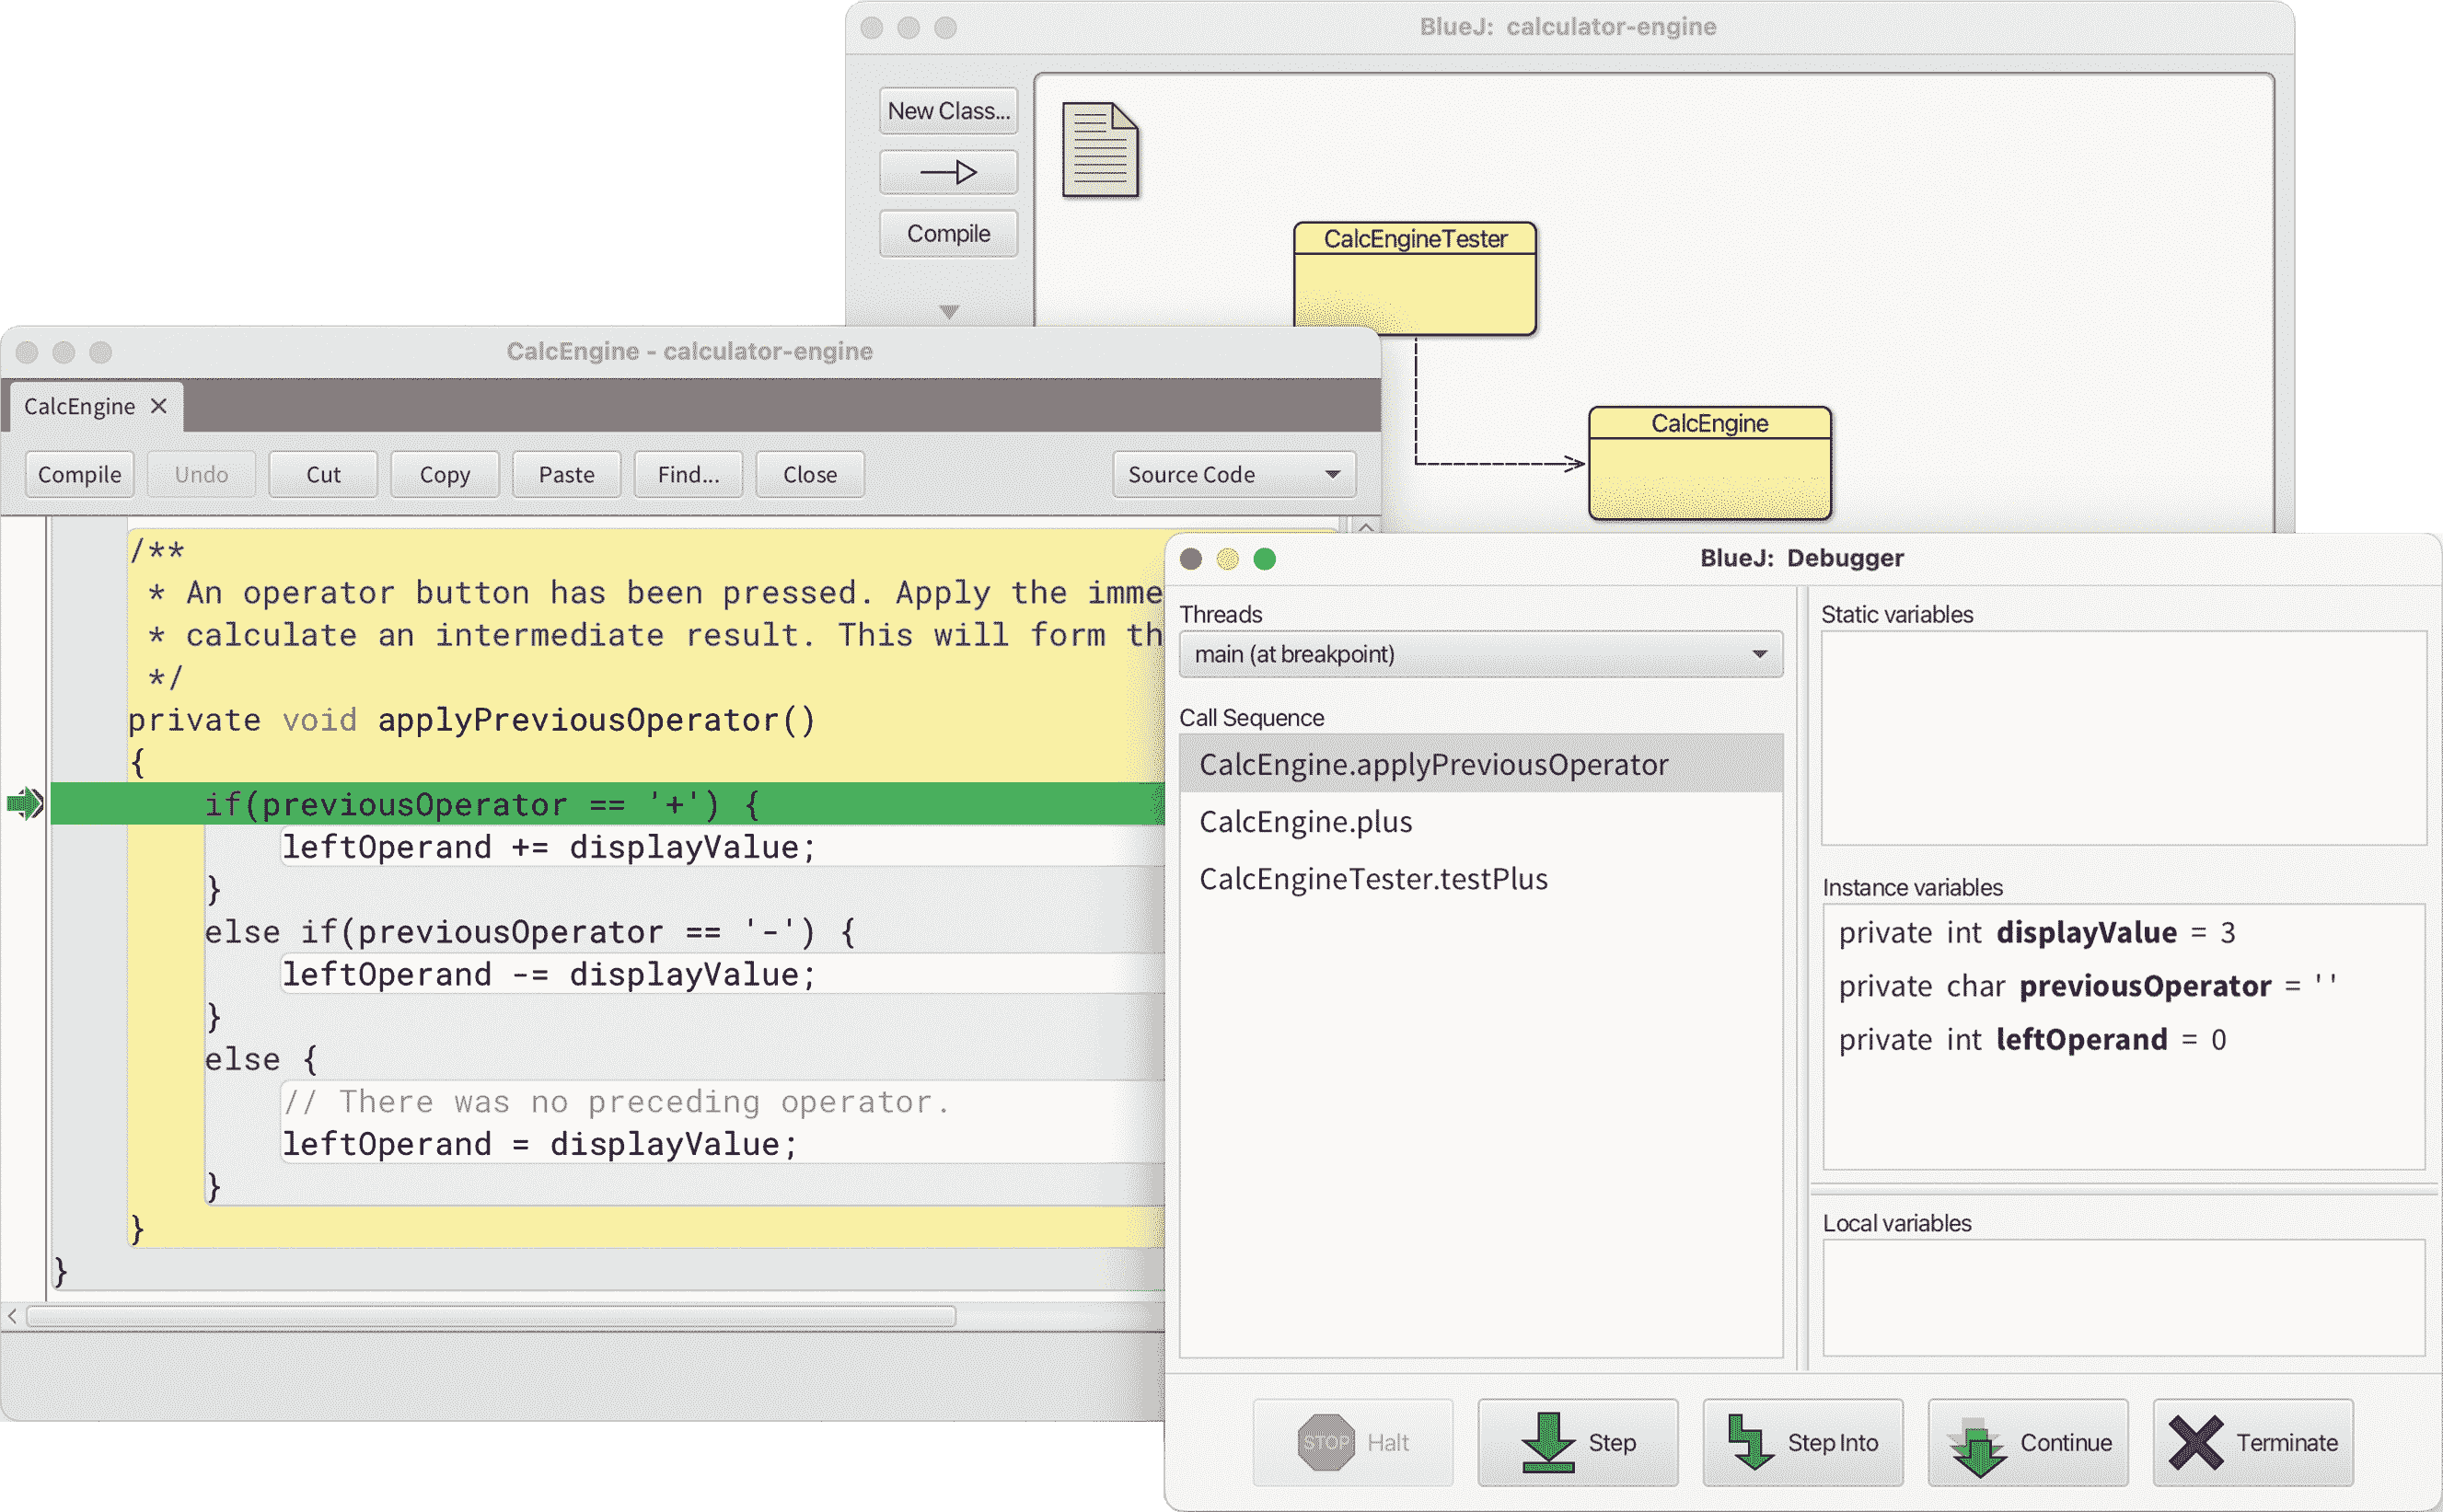 BlueJ: calculator-engine
New Class...
Compile
CalcEngineTester
CalcEngine
CalcEngine - calculator-engine
CalcEngine
Compile Undo Cut Copy Paste Find... Close Source Code
/**
* An operator button has been pressed. Apply the imme
* calculate an intermediate result. This will form th
*/
private void applyPreviousOperator()
{
if(previousOperator == '+') {
leftOperand += displayValue;
}
else if(previousOperator == '-') {
leftOperand -= displayValue;
}
else {
// There was no preceding operator.
leftOperand = displayValue;
}
}
}
BlueJ: Debugger
Threads
main (at breakpoint)
Call Sequence
CalcEngine.applyPreviousOperator
CalcEngine.plus
CalcEngineTester.testPlus
Static variables
Instance variables
private int displayValue = 3
private char previousOperator = ' '
private int leftOperand = 0
Local variables
STOP Halt Step Step Into Continue Terminate